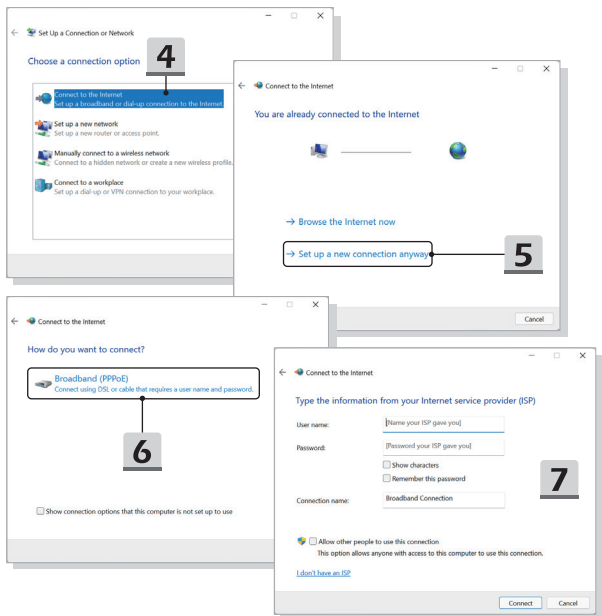 Set Up a Connection or Network
Choose a connection option
4
Connect to the Internet
Set up a broadband or dial-up connection to the Internet.
Set up a new network
Set up a new router or access point.
Manually connect to a wireless network
Connect to a hidden network or create a new wireless profile.
Connect to a workplace
Set up a dial-up or VPN connection to your workplace.
Connect to the Internet
You are already connected to the Internet
→ Browse the Internet now
→ Set up a new connection anyway
5
Cancel
Connect to the Internet
How do you want to connect?
Broadband (PPPoE)
Connect using DSL or cable that requires a user name and password.
6
Show connection options that this computer is not set up to use
Connect to the Internet
Type the information from your Internet service provider (ISP)
User name: [Name your ISP gave you]
Password: [Password your ISP gave you]
Show characters
Remember this password
7
Connection name: Broadband Connection
Allow other people to use this connection
This option allows anyone with access to this computer to use this connection.
I don't have an ISP
Connect Cancel